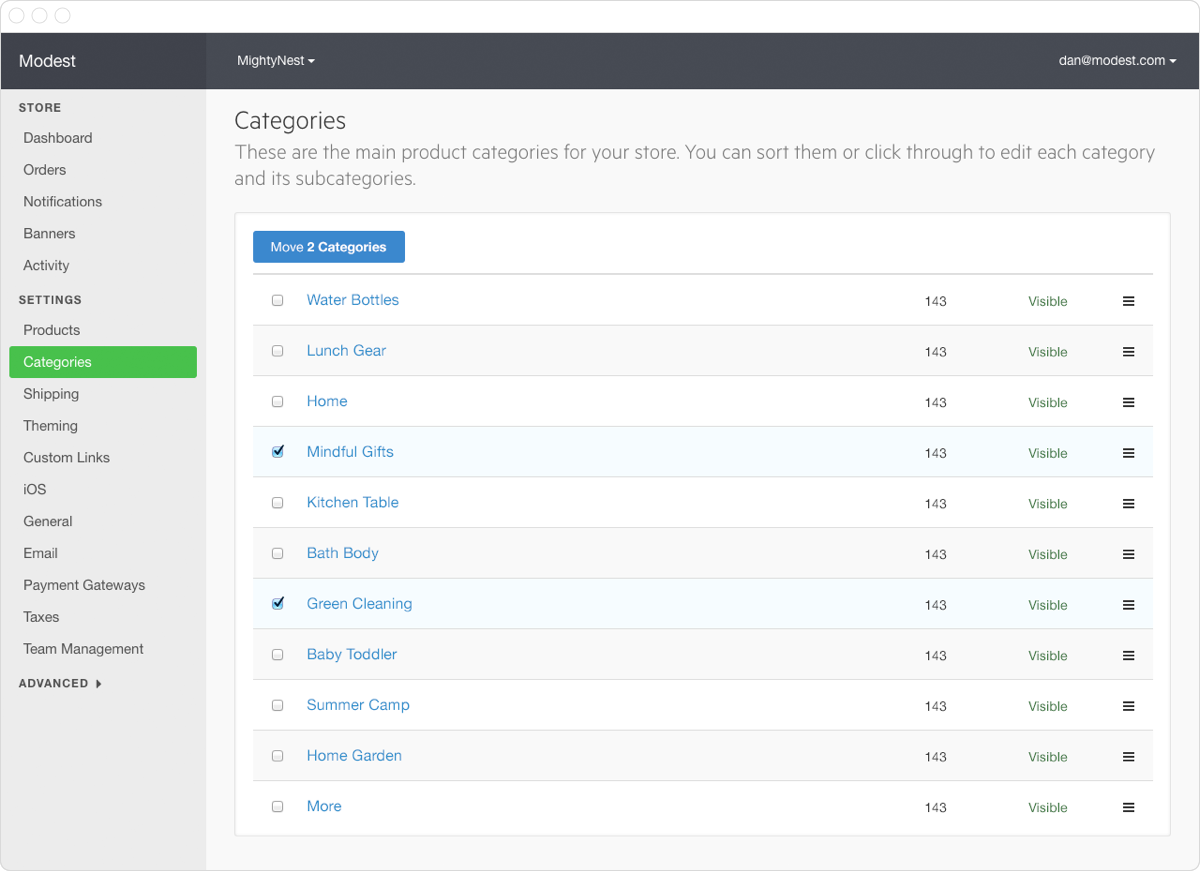 Modest
MightyNest
dan@modest.com
STORE
Dashboard
Orders
Notifications
Banners
Activity
SETTINGS
Products
Categories
Shipping
Theming
Custom Links
iOS
General
Email
Payment Gateways
Taxes
Team Management
ADVANCED
Categories
These are the main product categories for your store. You can sort them or click through to edit each category
and its subcategories.
Move 2 Categories
Water Bottles 143 Visible
Lunch Gear 143 Visible
Home 143 Visible
Mindful Gifts 143 Visible
Kitchen Table 143 Visible
Bath Body 143 Visible
Green Cleaning 143 Visible
Baby Toddler 143 Visible
Summer Camp 143 Visible
Home Garden 143 Visible
More 143 Visible